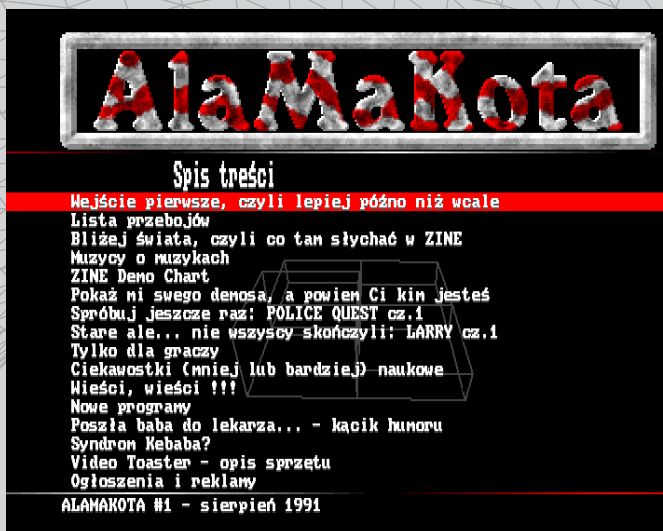 AlaMaKota
Spis treści
Wejście pierwsze, czyli lepiej późno niż wcale
Lista przebojów
Bliżej świata, czyli co tam słychać w ZINE
Muzycy o muzykach
ZINE Demo Chart
Pokaż mi swego demosa, a powiem Ci kim jesteś
Spróbuj jeszcze raz: POLICE QUEST cz.1
Stare ale... nie wszyscy skończyli: LARRY cz.1
Tylko dla graczy
Ciekawostki (mniej lub bardziej) naukowe
Wieści, wieści !!!
Nowe programy
Poszła baba do lekarza... - kącik humoru
Syndrom Kebaba?
Video Toaster - opis sprzętu
Ogłoszenia i reklamy
ALAMAKOTA #1 - sierpień 1991